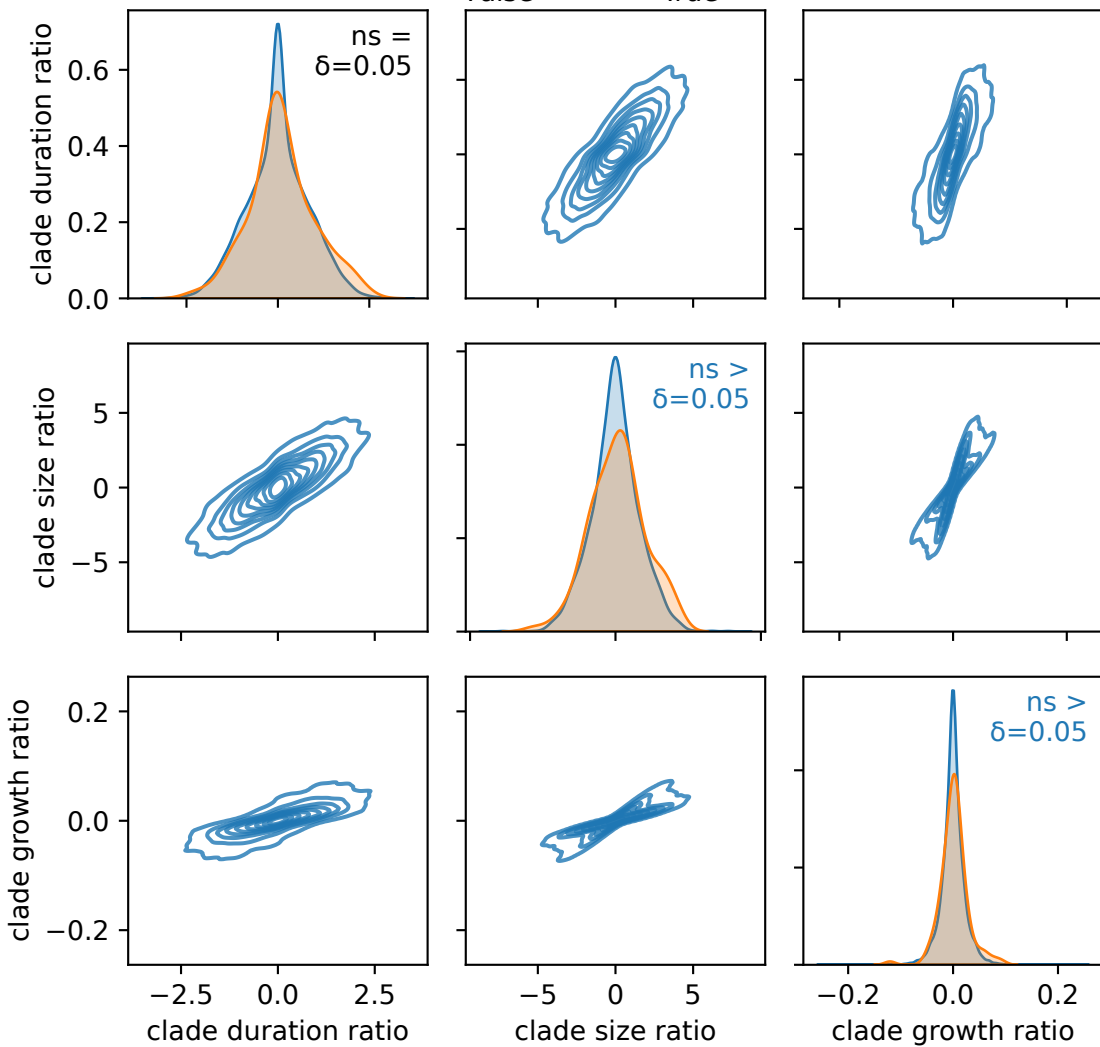 clade duration ratio
0.6
0.4
0.2
0.0
ns =
δ=0.05
clade size ratio
5
0
−5
ns >
δ=0.05
clade growth ratio
0.2
0.0
−0.2
ns >
δ=0.05
−2.5 0.0 2.5
−5 0 5
−0.2 0.0 0.2
clade duration ratio
clade size ratio
clade growth ratio